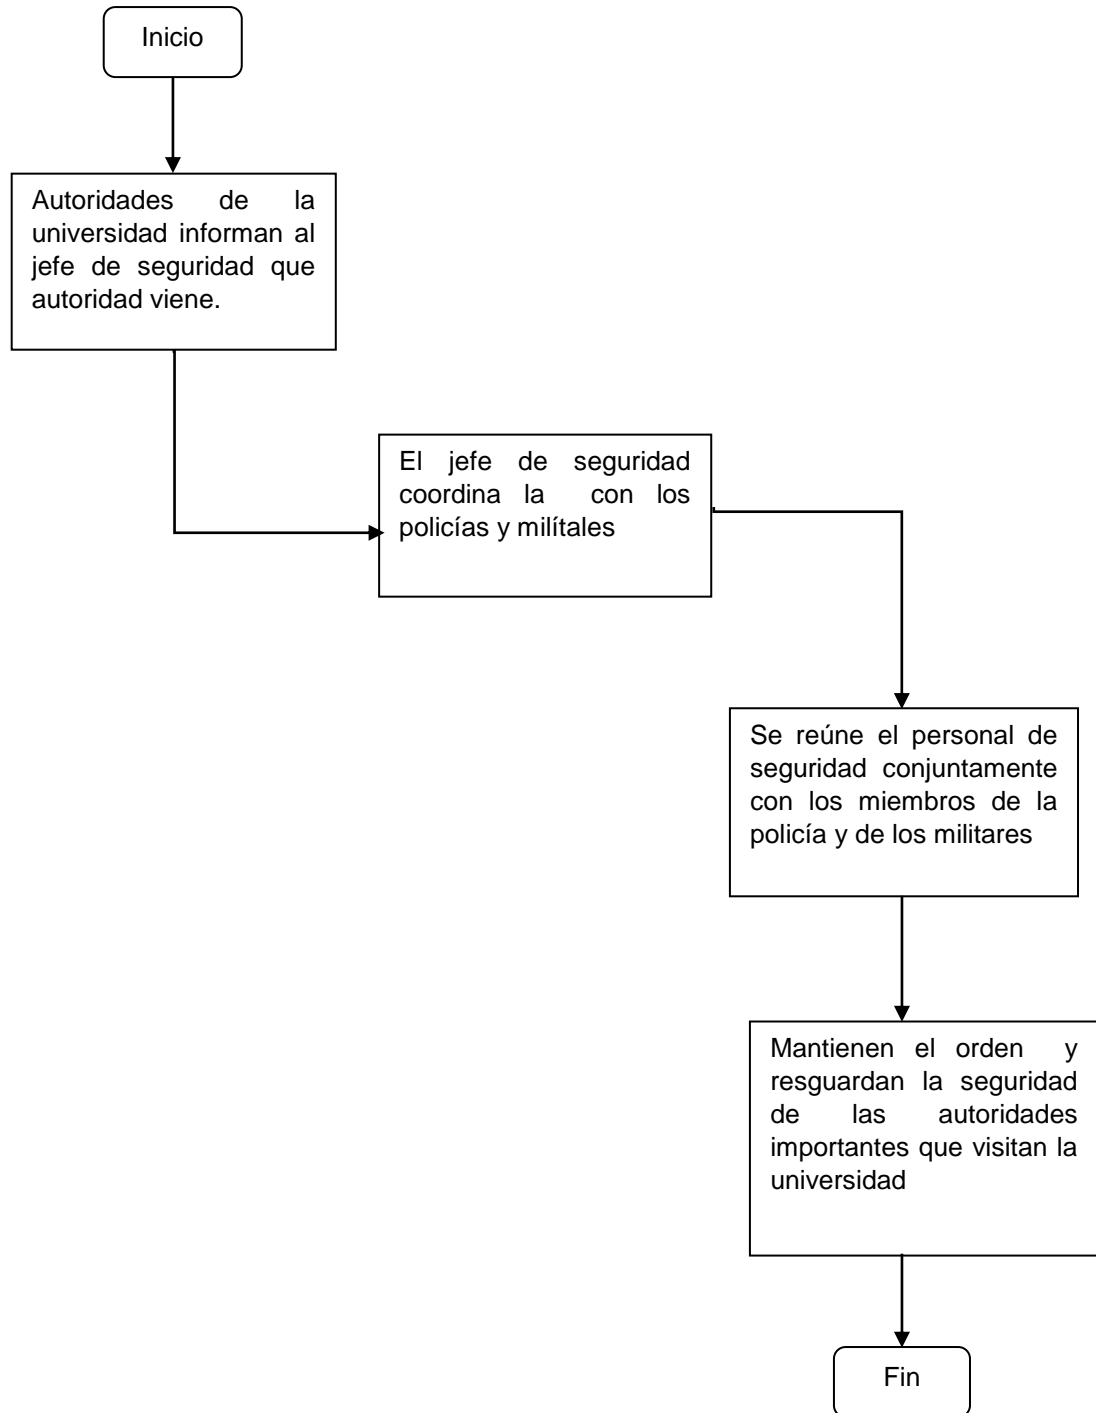 Inicio
Autoridades de la
universidad informan al
jefe de seguridad que
autoridad viene.
El jefe de seguridad
coordina la con los
policías y milítales
Se reúne el personal de
seguridad conjuntamente
con los miembros de la
policía y de los militares
Mantienen el orden y
resguardan la seguridad
de las autoridades
importantes que visitan la
universidad
Fin